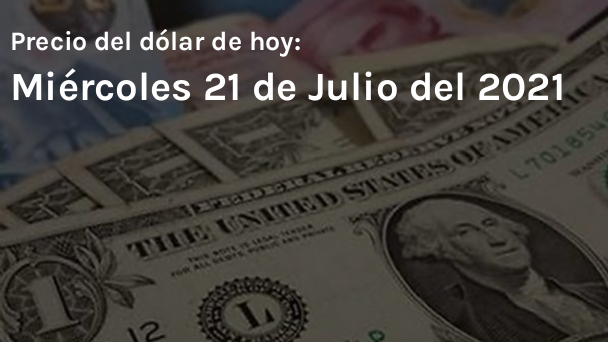 Precio del dólar de hoy:
Miércoles 21 de Julio del 2021
FEDERAL RESERVE NOTE
THE UNITED STATES OF AMERICA
L701858
THIS NOTE IS LEGAL TENDER
FOR ALL DEBTS, PUBLIC AND PRIVATE
1
L
12